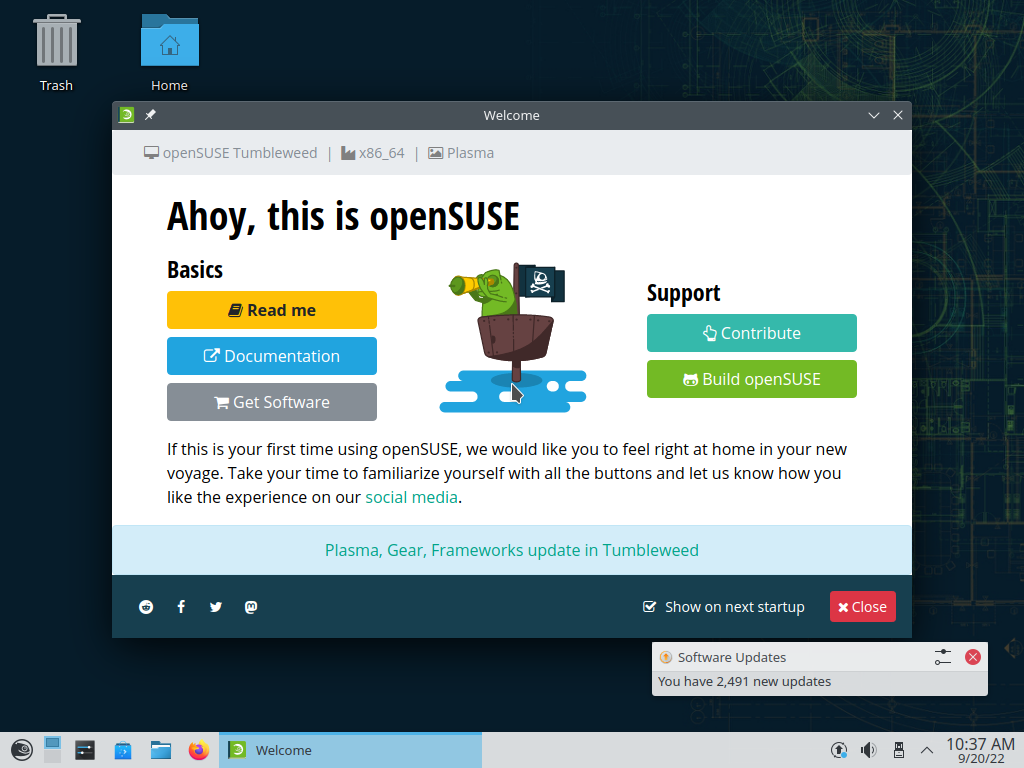 Trash
Home
Welcome
openSUSE Tumbleweed | x86_64 | Plasma
Ahoy, this is openSUSE
Basics
Read me
Documentation
Get Software
Support
Contribute
Build openSUSE
If this is your first time using openSUSE, we would like you to feel right at home in your new
voyage. Take your time to familiarize yourself with all the buttons and let us know how you
like the experience on our social media.
Plasma, Gear, Frameworks update in Tumbleweed
Show on next startup
Close
Software Updates
You have 2,491 new updates
Welcome
10:37 AM
9/20/22